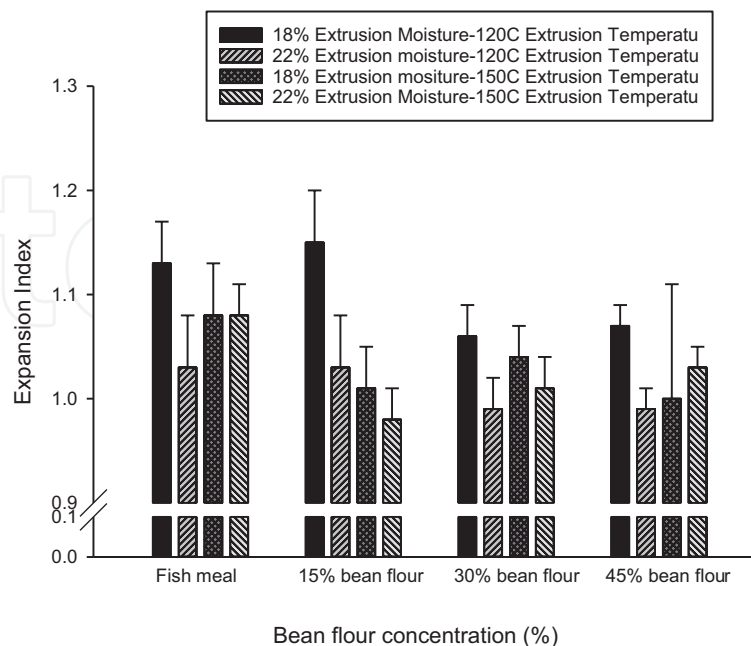 18% Extrusion Moisture-120C Extrusion Temperatu
22% Extrusion moisture-120C Extrusion Temperatu
18% Extrusion mositure-150C Extrusion Temperatu
22% Extrusion Moisture-150C Extrusion Temperatu
1.3
1.2
1.1
1.0
0.9
0.1
0.0
Expansion Index
Fish meal 15% bean flour 30% bean flour 45% bean flour
Bean flour concentration (%)